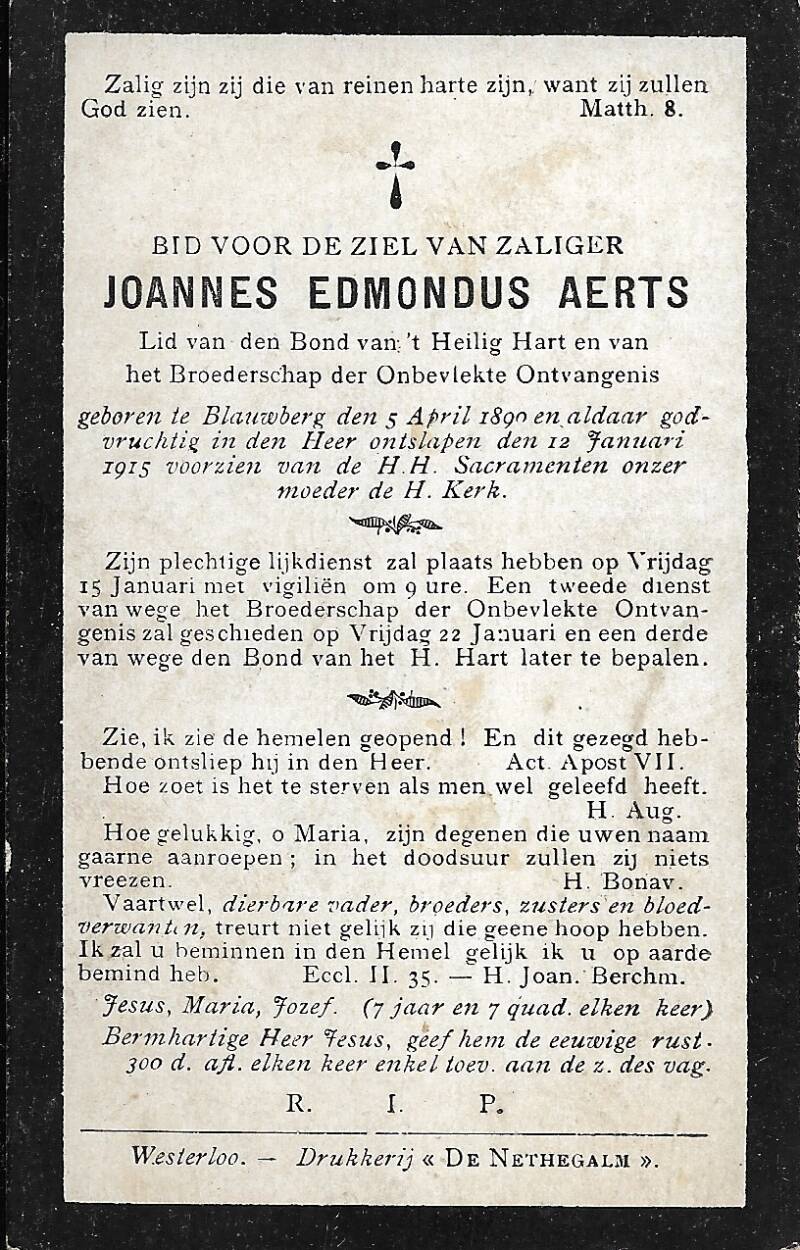 Zalig zijn zij die van reinen harte zijn, want zij zullen
God zien. Matth. 8.
BID VOOR DE ZIEL VAN ZALIGER
JOANNES EDMONDUS AERTS
Lid van den Bond van 't Heilig Hart en van
het Broederschap der Onbevlekte Ontvangenis
geboren te Blauwberg den 5 April 1890 en aldaar god-
vruchtig in den Heer ontslapen den 12 Januari
1915 voorzien van de H.H. Sacramenten onzer
moeder de H. Kerk.
Zijn plechtige lijkdienst zal plaats hebben op Vrijdag
15 Januari met vigiliën om 9 ure. Een tweede dienst
van wege het Broederschap der Onbevlekte Ontvan-
genis zal geschieden op Vrijdag 22 Januari en een derde
van wege den Bond van het H. Hart later te bepalen.
Zie, ik zie de hemelen geopend ! En dit gezegd heb-
bende ontsliep hij in den Heer. Act. Apost VII.
Hoe zoet is het te sterven als men wel geleefd heeft.
H. Aug.
Hoe gelukkig, o Maria, zijn degenen die uwen naam
gaarne aanroepen ; in het doodsuur zullen zij niets
vreezen. H. Bonav.
Vaartwel, dierbare vader, broeders, zusters en bloed-
verwanten, treurt niet gelijk zij die geene hoop hebben.
Ik zal u beminnen in den Hemel gelijk ik u op aarde
bemind heb. Eccl. II. 35. — H. Joan. Berchm.
Jesus, Maria, Jozef. (7 jaar en 7 quad. elken keer)
Bermhartige Heer Jesus, geef hem de eeuwige rust.
300 d. afl. elken keer enkel toev. aan de z. des vag.
R. I. P.
Westerloo. — Drukkerij « DE NETHEGALM ».